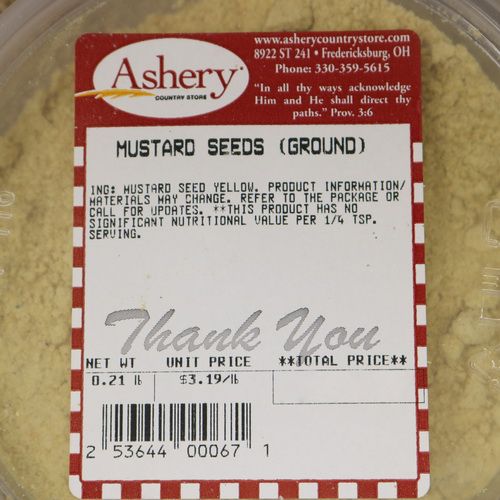 www.asherycountrystore.com
8922 ST 241 • Fredericksburg, OH
Phone: 330-359-5615
"In all thy ways acknowledge
Him and He shall direct thy
paths." Prov. 3:6
Ashery
COUNTRY STORE
MUSTARD SEEDS (GROUND)
ING: MUSTARD SEED YELLOW. PRODUCT INFORMATION/
MATERIALS MAY CHANGE. REFER TO THE PACKAGE OR
CALL FOR UPDATES. **THIS PRODUCT HAS NO
SIGNIFICANT NUTRITIONAL VALUE PER 1/4 TSP.
SERVING.
Thank You
NET WT UNIT PRICE **TOTAL PRICE**
0.21 lb $3.19/lb
2 53644 00067 1